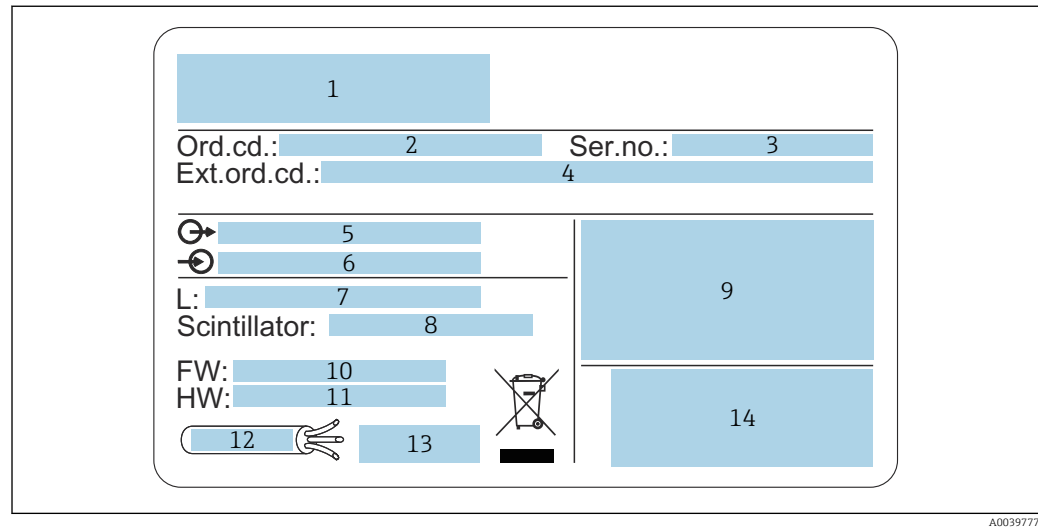 1
Ord.cd.: 2 Ser.no.: 3
Ext.ord.cd.: 4
5
6
9
L: 7
Scintillator: 8
FW: 10
HW: 11
14
12 13
A0039777